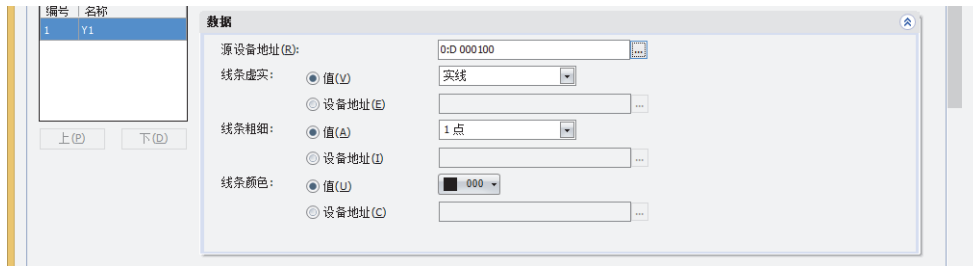 编号 名称
1 Y1
上(P) 下(D)
数据
源设备地址(R): 0:D 000100 ...
线条虚实: 值(V) 实线
设备地址(E) ...
线条粗细: 值(A) 1 点
设备地址(I) ...
线条颜色: 值(U) 000
设备地址(C) ...